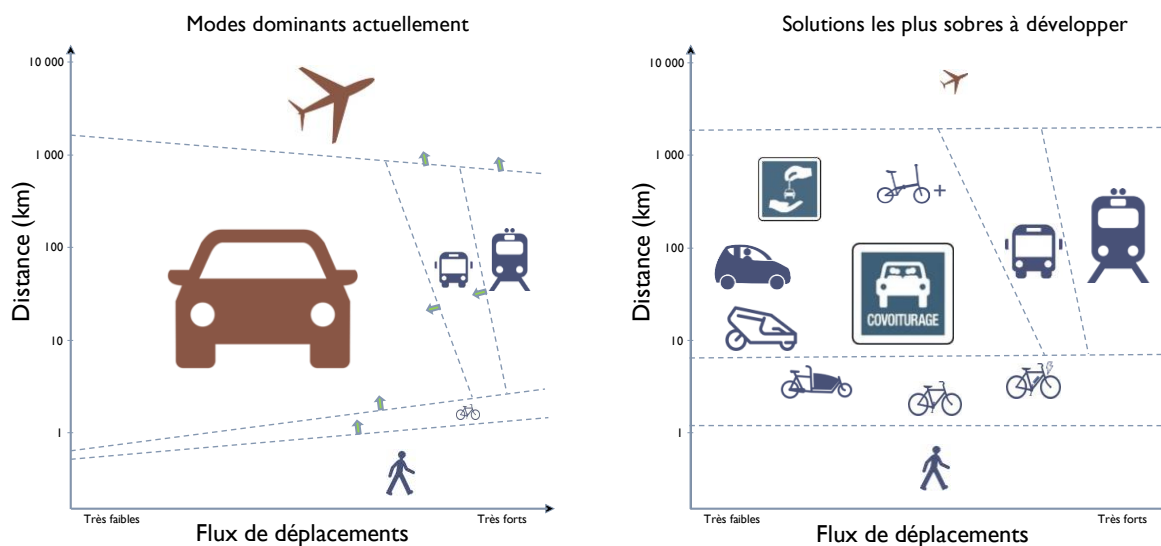 Modes dominants actuellement
10 000
1 000
100
10
1
Distance (km)
Très faibles
Très forts
Flux de déplacements
Solutions les plus sobres à développer
10 000
1 000
100
10
1
Distance (km)
+
COVOITURAGE
Très faibles
Très forts
Flux de déplacements